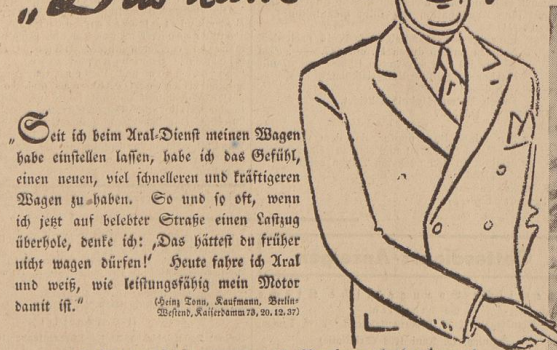 „Seit ich beim Aral-Dienst meinen Wagen
habe einstellen lassen, habe ich das Gefühl,
einen neuen, viel schnelleren und kräftigeren
Wagen zu haben. So und so oft, wenn
ich jetzt auf belebter Straße einen Lastzug
überhole, denke ich: ‚Das hättest du früher
nicht wagen dürfen!‘ Heute fahre ich Aral
und weiß, wie leistungsfähig mein Motor
damit ist.“
(Heinz Tonn, Kaufmann, Berlin-
Westend, Kaiserdamm 73, 20. 12. 37)